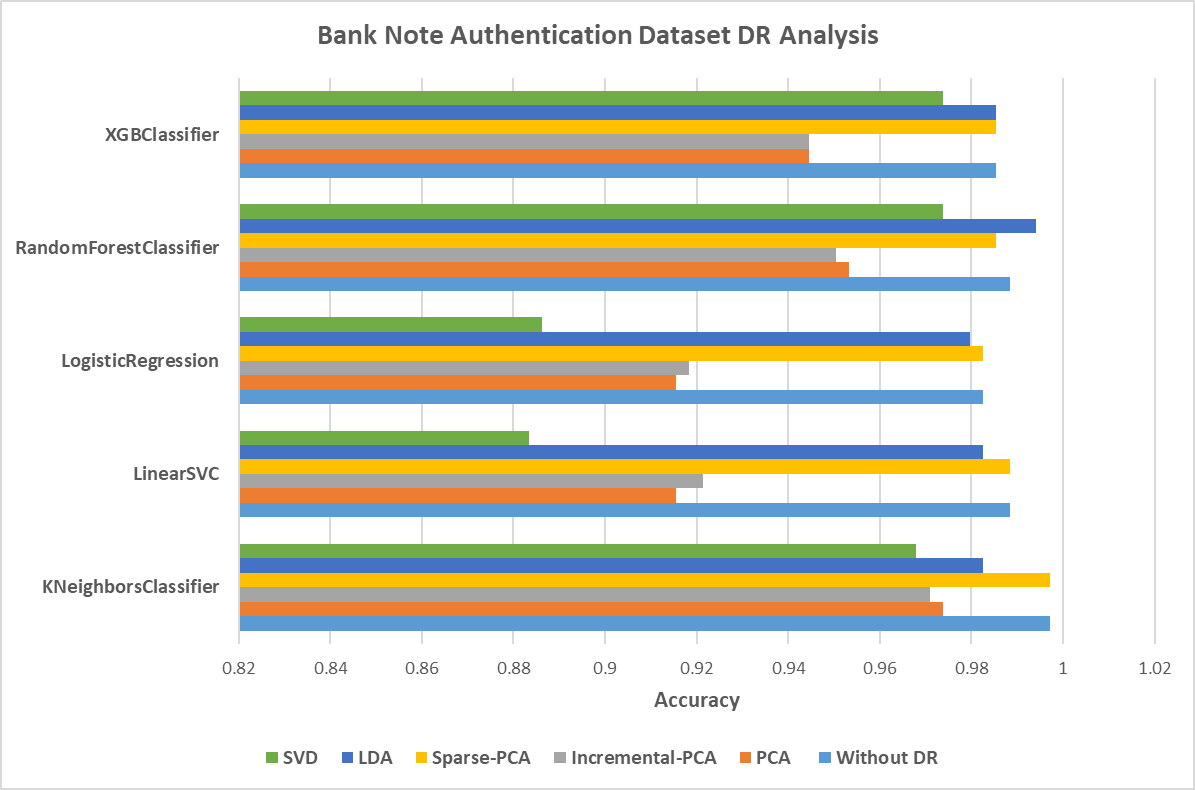 Bank Note Authentication Dataset DR Analysis
XGBClassifier
RandomForestClassifier
LogisticRegression
LinearSVC
KNeighborsClassifier
0.82 0.84 0.86 0.88 0.9 0.92 0.94 0.96 0.98 1 1.02
Accuracy
SVD LDA Sparse-PCA Incremental-PCA PCA Without DR